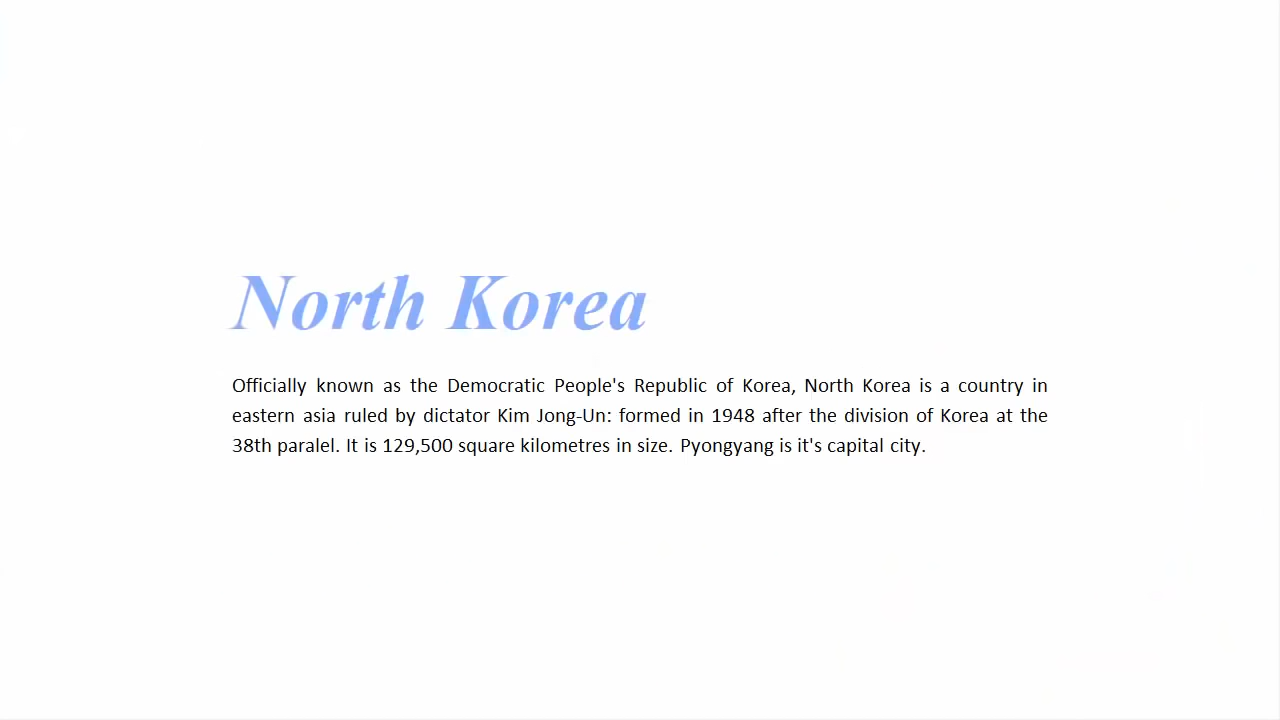 North Korea
Officially known as the Democratic People's Republic of Korea, North Korea is a country in
eastern asia ruled by dictator Kim Jong-Un: formed in 1948 after the division of Korea at the
38th paralel. It is 129,500 square kilometres in size. Pyongyang is it's capital city.